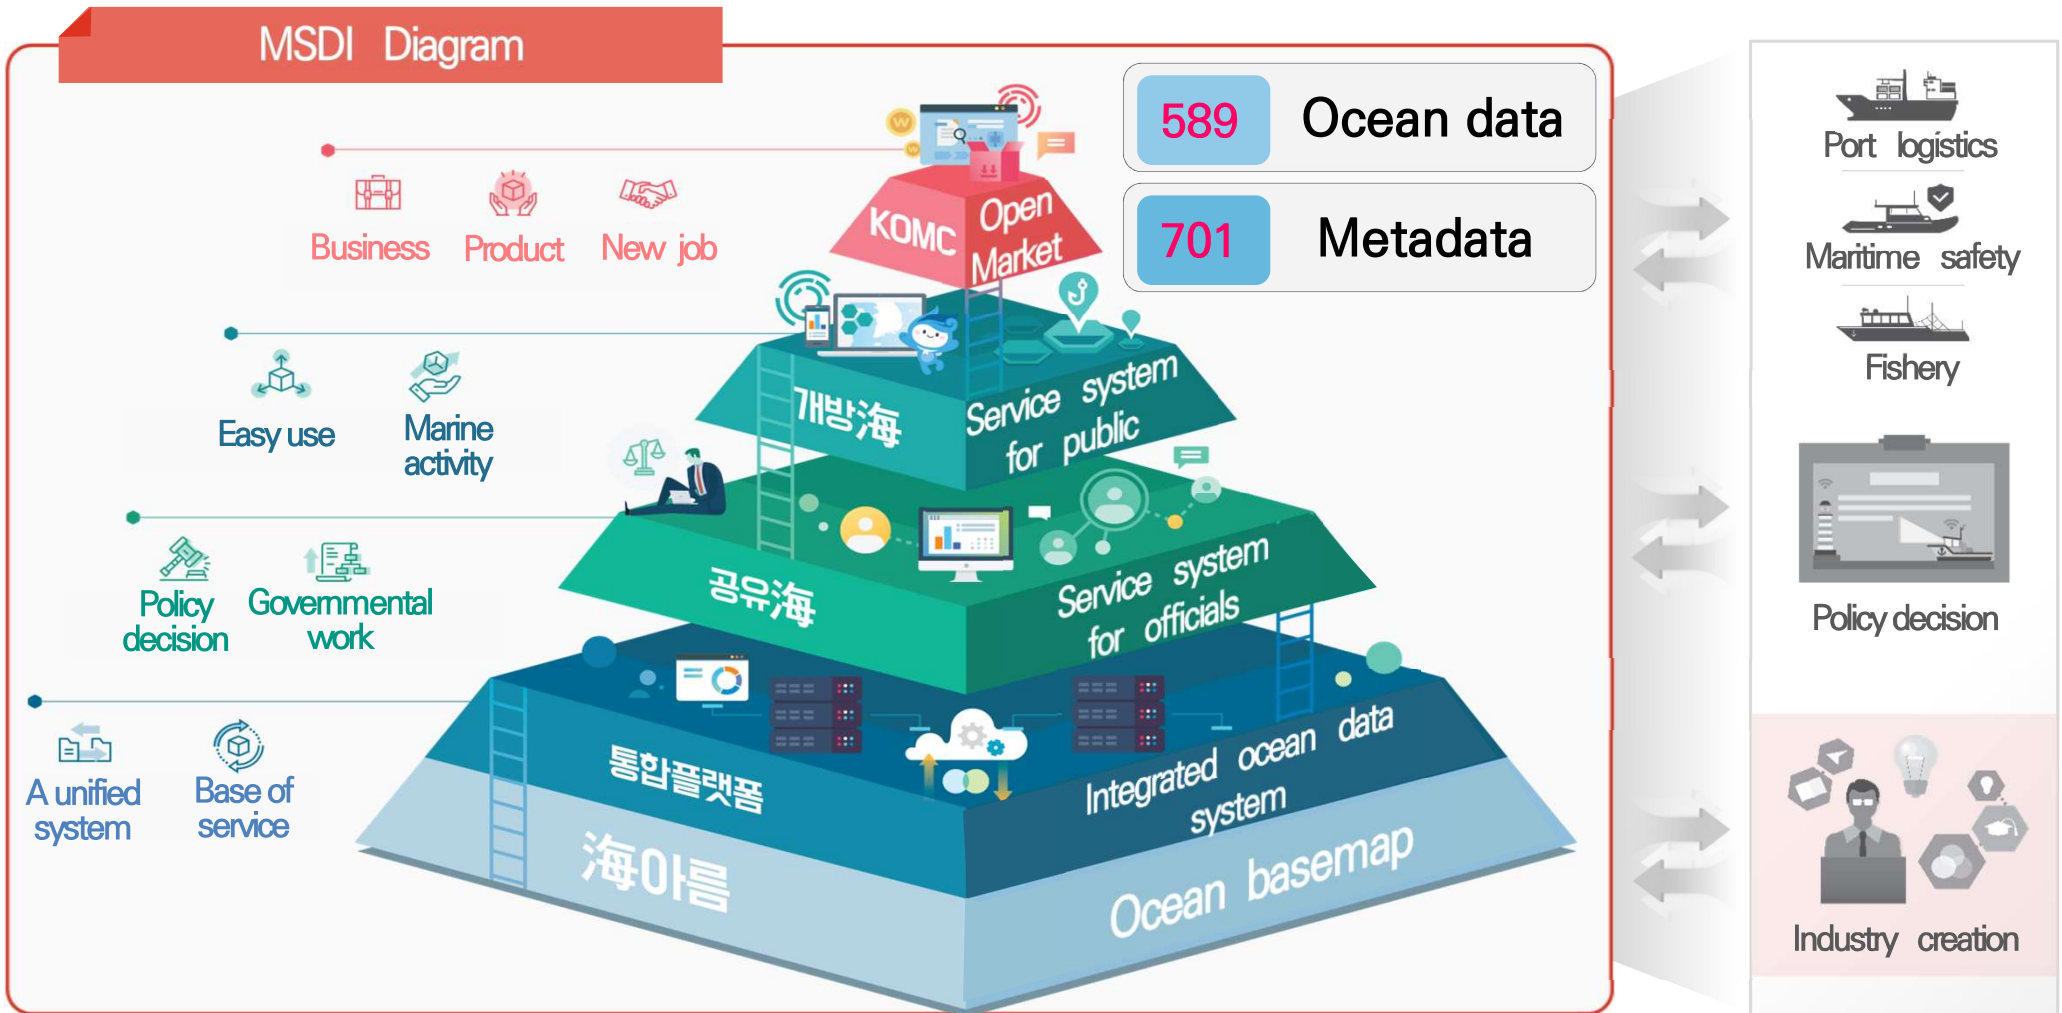 MSDI Diagram
589 Ocean data
701 Metadata
Business Product New job
KOMC
Open
Market
Easy use
Marine
activity
개방海
Service system
for public
Policy
decision
Governmental
work
공유海
Service system
for officials
A unified
system
Base of
service
통합플랫폼
Integrated ocean data
system
海아름
Ocean basemap
Port logistics
Maritime safety
Fishery
Policy decision
Industry creation